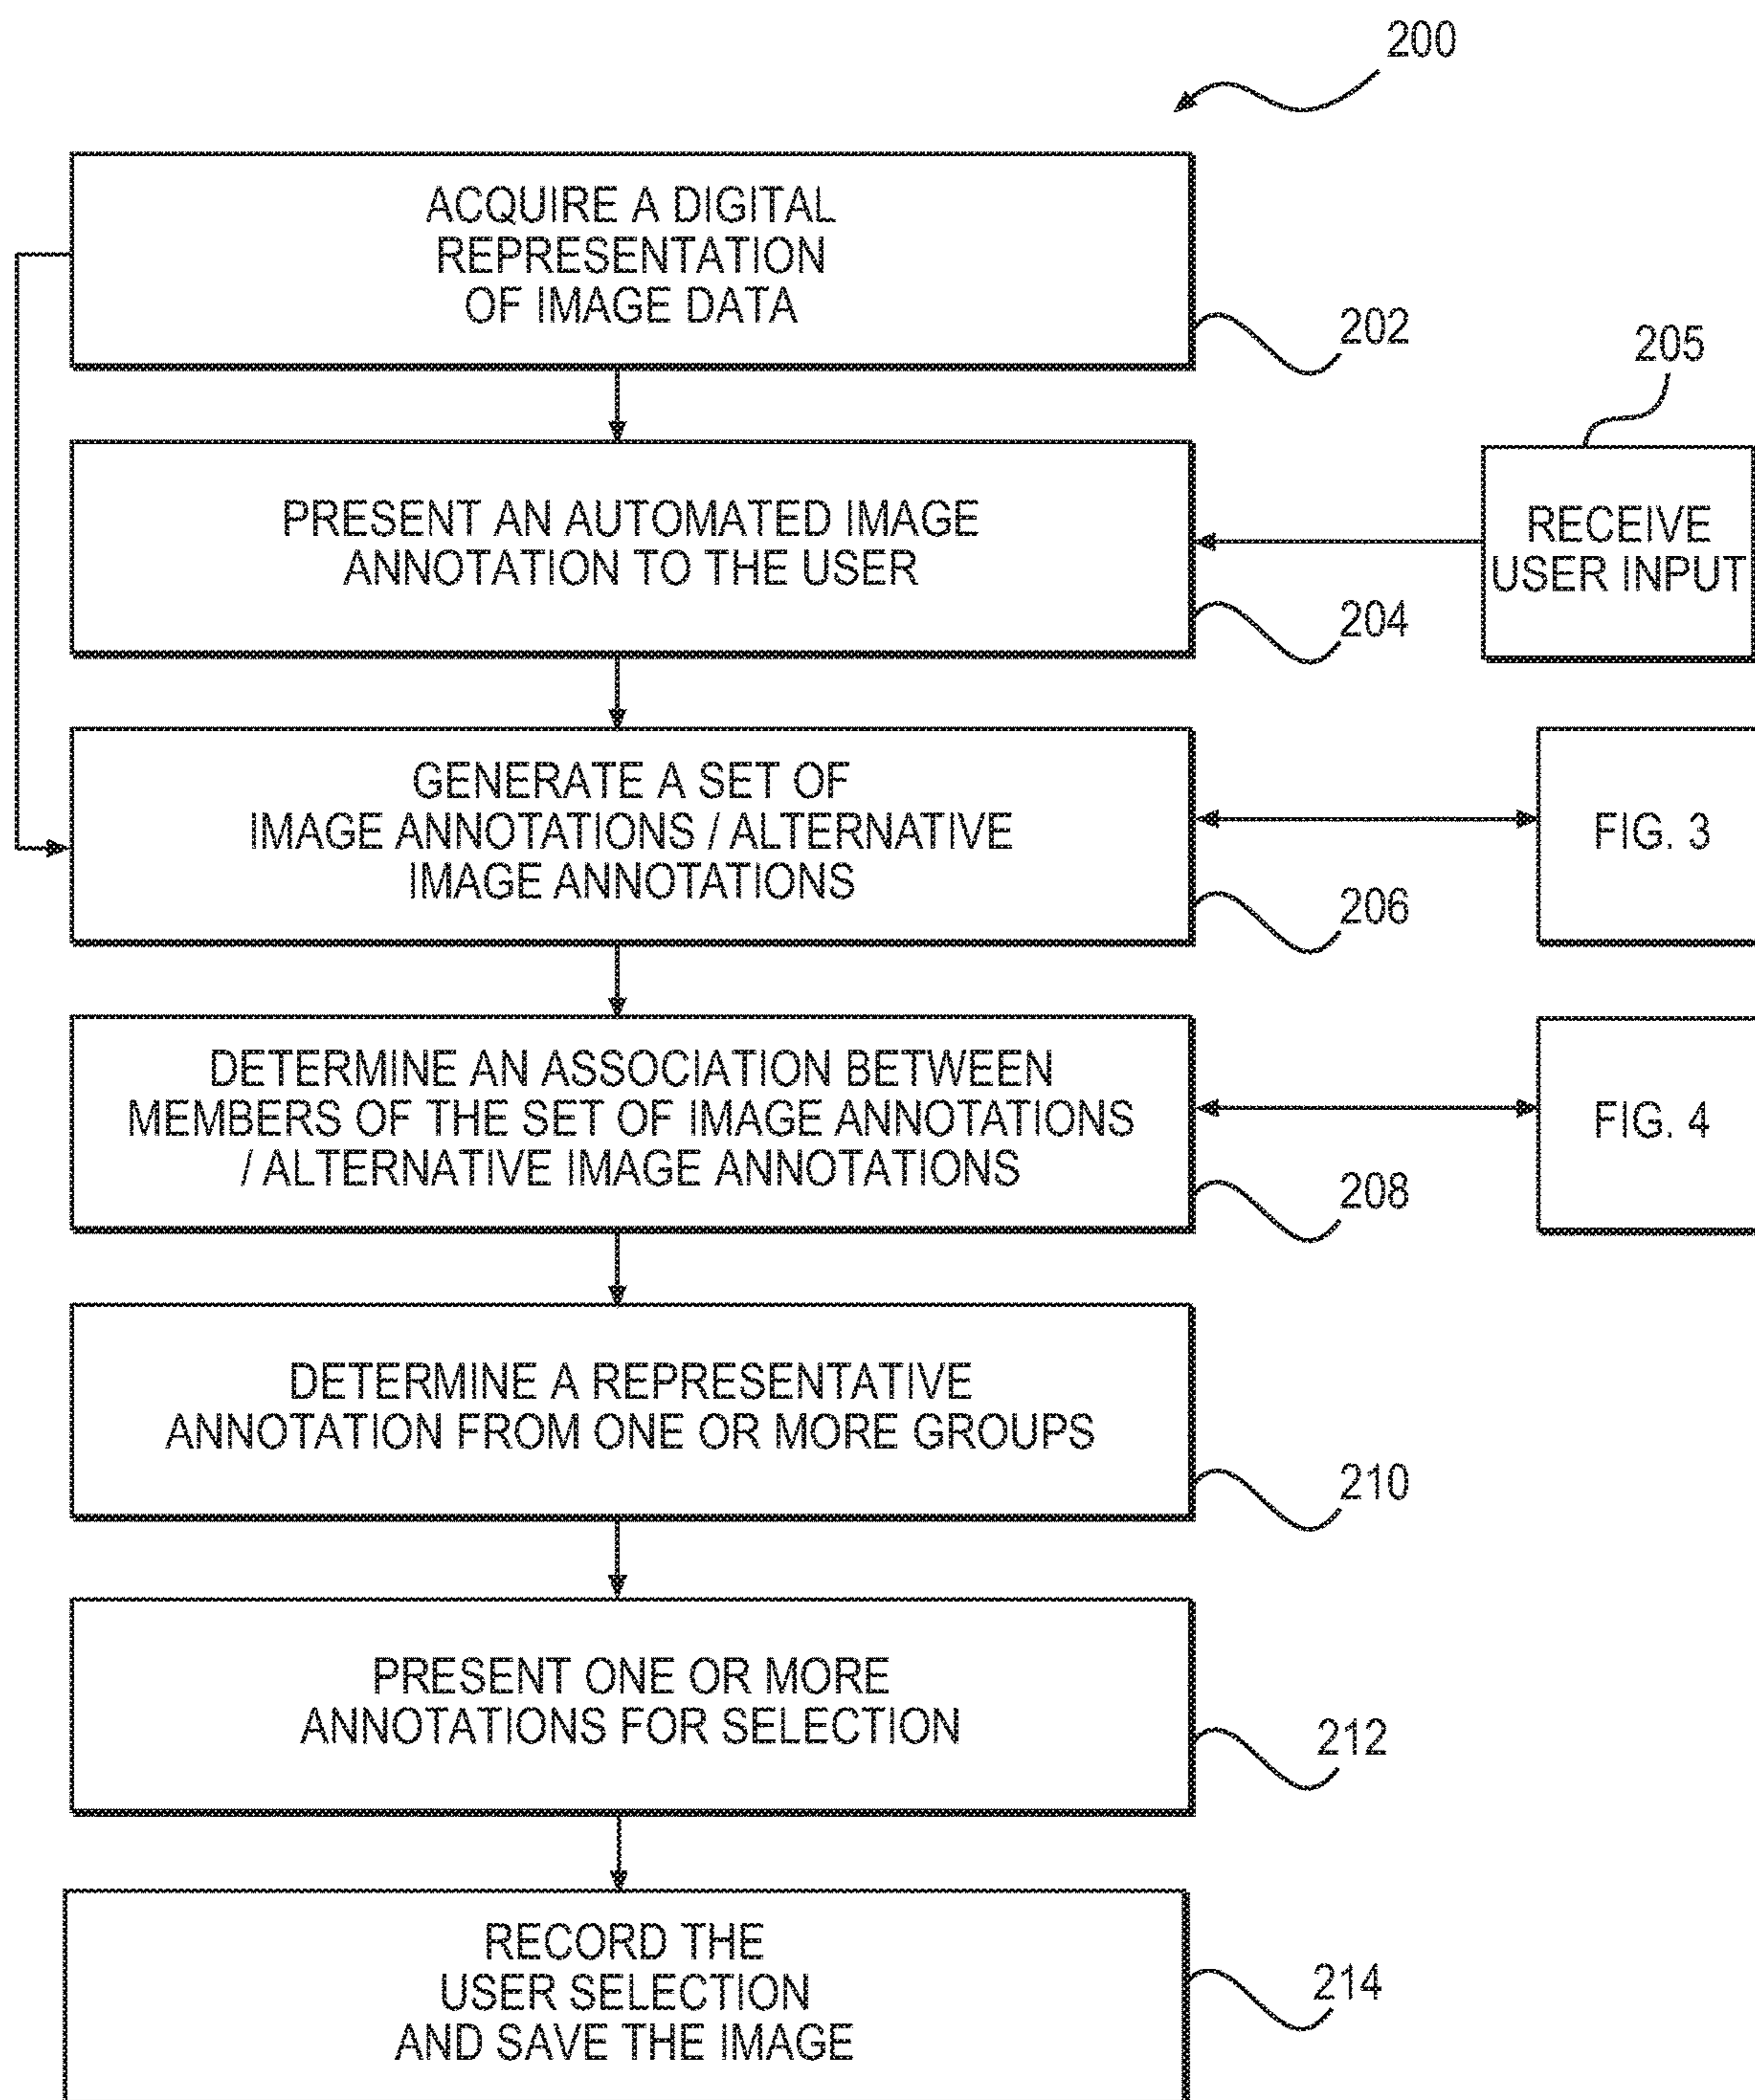 200
ACQUIRE A DIGITAL
REPRESENTATION
OF IMAGE DATA
202
205
PRESENT AN AUTOMATED IMAGE
ANNOTATION TO THE USER
204
RECEIVE
USER INPUT
GENERATE A SET OF
IMAGE ANNOTATIONS / ALTERNATIVE
IMAGE ANNOTATIONS
206
FIG. 3
DETERMINE AN ASSOCIATION BETWEEN
MEMBERS OF THE SET OF IMAGE ANNOTATIONS
/ ALTERNATIVE IMAGE ANNOTATIONS
208
FIG. 4
DETERMINE A REPRESENTATIVE
ANNOTATION FROM ONE OR MORE GROUPS
210
PRESENT ONE OR MORE
ANNOTATIONS FOR SELECTION
212
RECORD THE
USER SELECTION
AND SAVE THE IMAGE
214